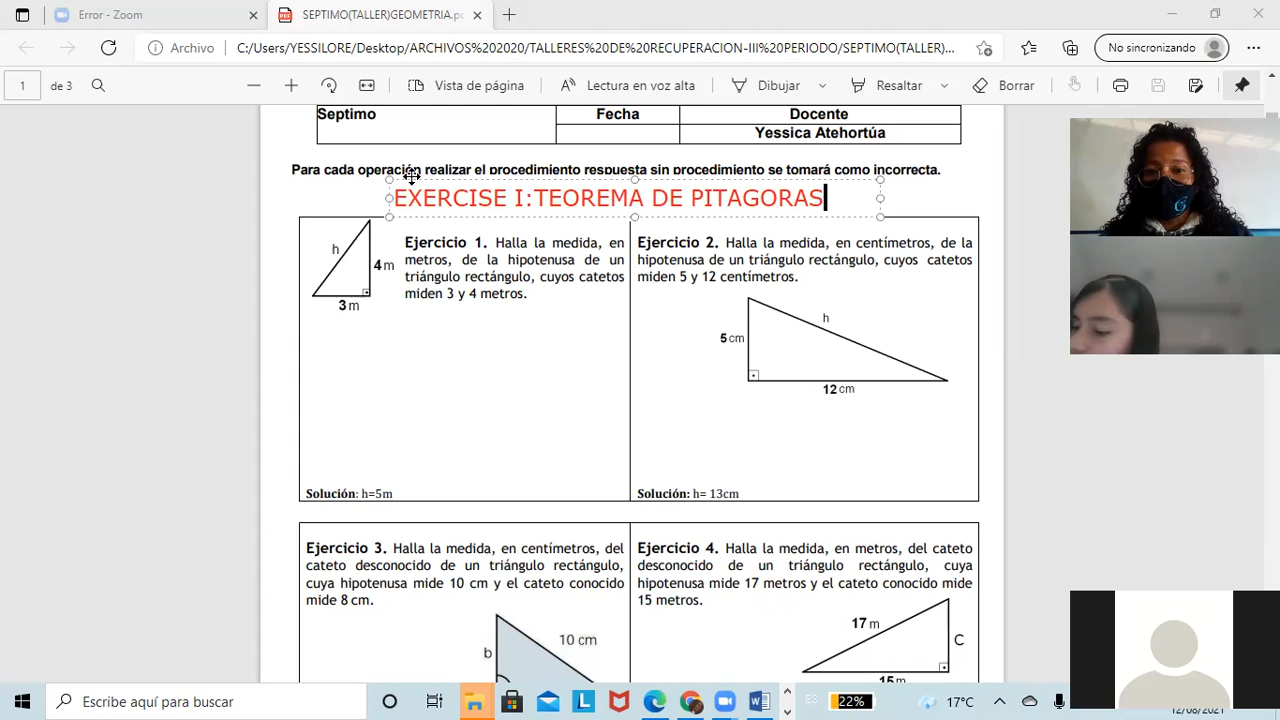 Error - Zoom
SEPTIMO(TALLER)GEOMETRIA.pc
Archivo
C:/Users/YESSILORE/Desktop/ARCHIVOS%202020/TALLERES%20DE%20RECUPERACION-III%20PERIODO/SEPTIMO(TALLER)...
No sincronizando
1 de 3
Vista de página
Lectura en voz alta
Dibujar
Resaltar
Borrar
Septimo
Fecha
Docente
Yessica Atehortúa
Para cada operación realizar el procedimiento respuesta sin procedimiento se tomará como incorrecta.
EXERCISE I:TEOREMA DE PITAGORAS
h
4 m
3 m
Ejercicio 1. Halla la medida, en
metros, de la hipotenusa de un
triángulo rectángulo, cuyos catetos
miden 3 y 4 metros.
Solución: h=5m
Ejercicio 2. Halla la medida, en centímetros, de la
hipotenusa de un triángulo rectángulo, cuyos catetos
miden 5 y 12 centímetros.
h
5 cm
12 cm
Solución: h= 13cm
Ejercicio 3. Halla la medida, en centímetros, del
cateto desconocido de un triángulo rectángulo,
cuya hipotenusa mide 10 cm y el cateto conocido
mide 8 cm.
b
10 cm
Ejercicio 4. Halla la medida, en metros, del cateto
desconocido de un triángulo rectángulo, cuya
hipotenusa mide 17 metros y el cateto conocido mide
15 metros.
17 m
C
15m
Escribe aquí para buscar
ES
22%
17°C
12/08/2021